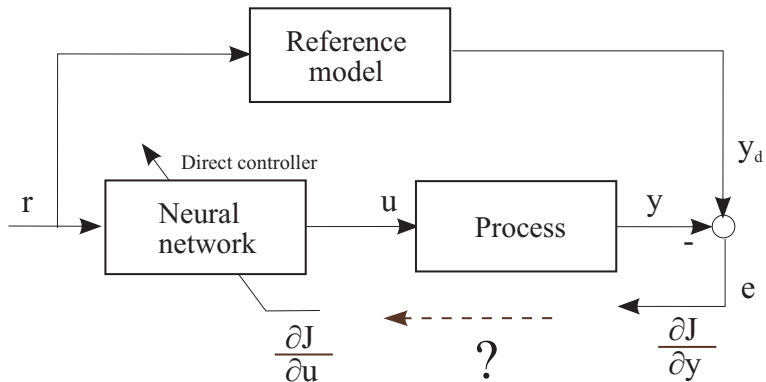 Reference
model
y_d
Direct controller
r
Neural
network
u
Process
y
-
e
∂J
∂u
?
∂J
∂y